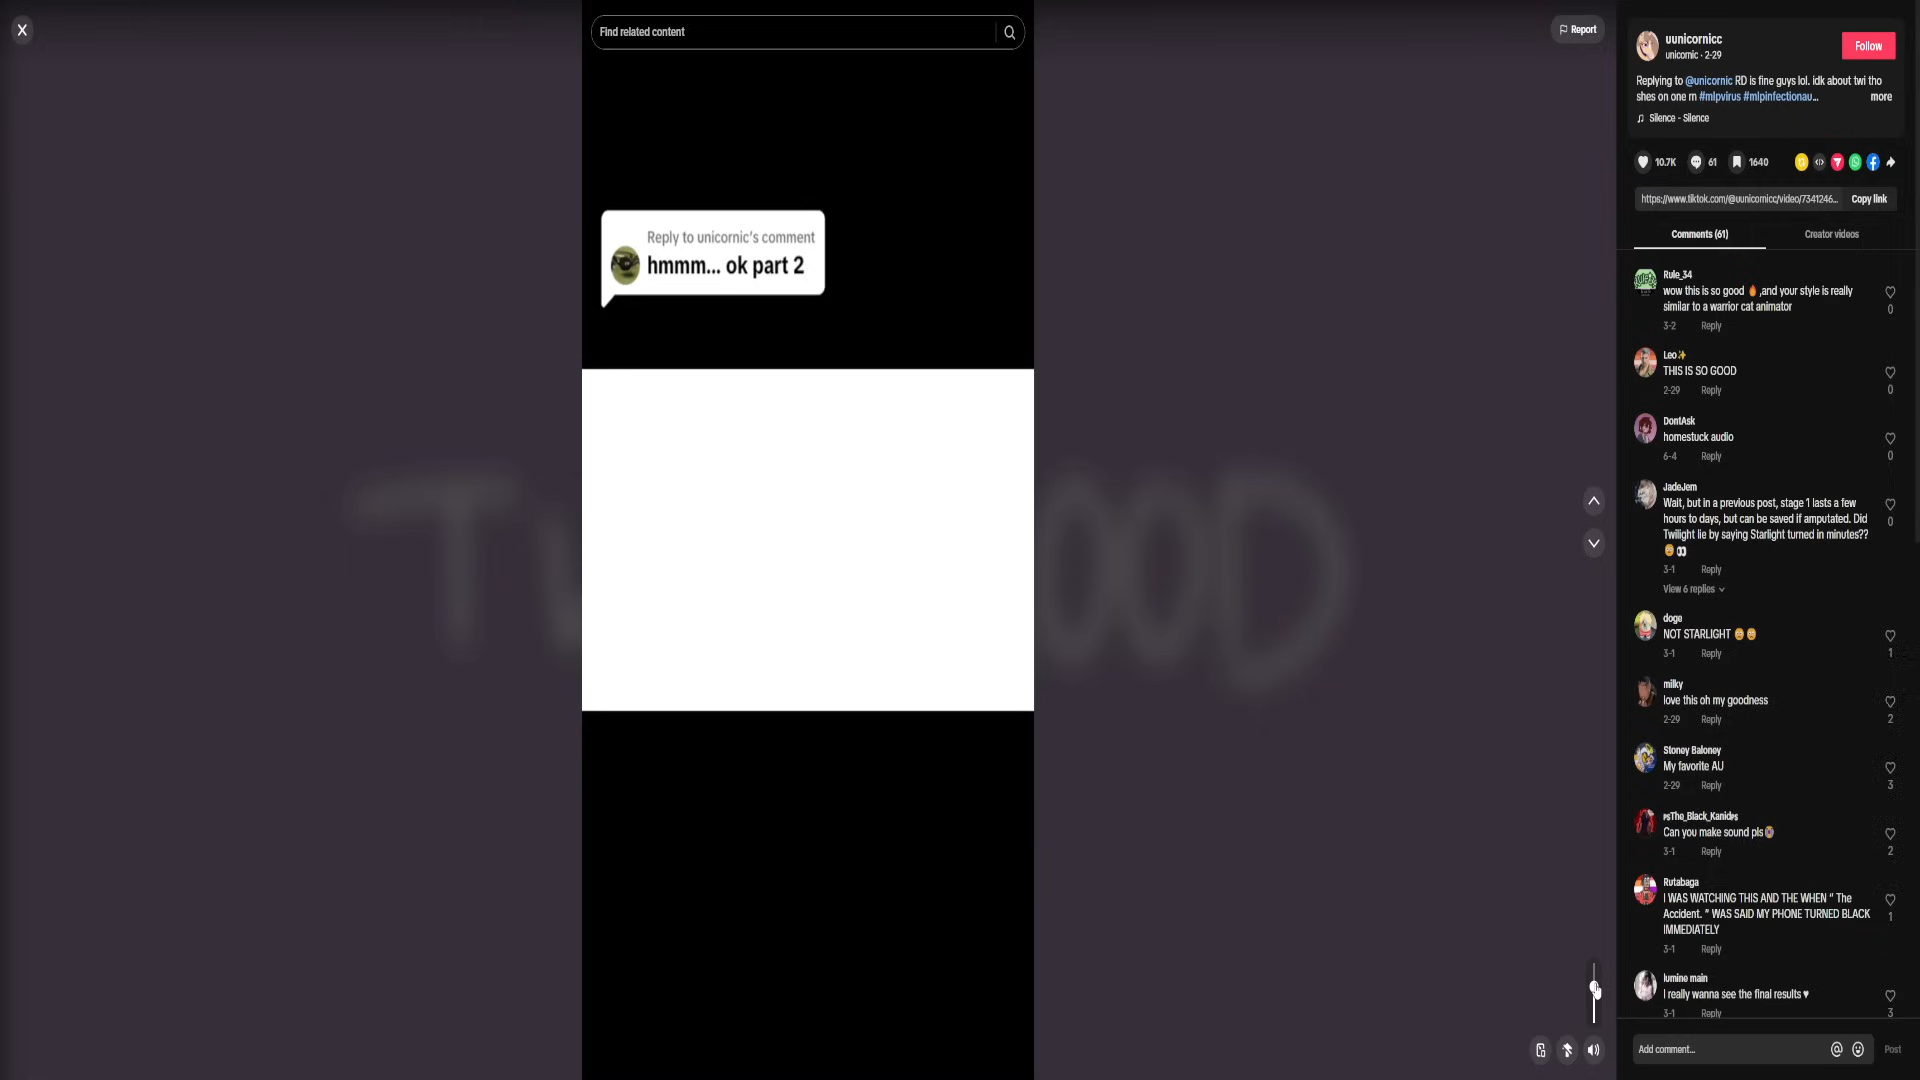 Find related content
Report
Reply to unicornic's comment
hmmm... ok part 2
uunicornicc
unicornic · 2-29
Follow
Replying to @unicornic RD is fine guys lol. idk about twi tho
shes on one rn #mlpvirus #mlpinfectionau...
more
Silence - Silence
10.7K
61
1640
https://www.tiktok.com/@uunicornicc/video/7341246...
Copy link
Comments (61)
Creator videos
Rule_34
wow this is so good 🔥 ,and your style is really
similar to a warrior cat animator
0
3-2 Reply
Leo✨
THIS IS SO GOOD
0
2-29 Reply
DontAsk
homestuck audio
0
6-4 Reply
JadeJem
Wait, but in a previous post, stage 1 lasts a few
hours to days, but can be saved if amputated. Did
Twilight lie by saying Starlight turned in minutes??
0
3-1 Reply
View 6 replies
doge
NOT STARLIGHT
1
3-1 Reply
milky
love this oh my goodness
2
2-29 Reply
Stoney Baloney
My favorite AU
3
2-29 Reply
The_Black_Kanid
Can you make sound pls
2
3-1 Reply
Rutabaga
I WAS WATCHING THIS AND THE WHEN " The
Accident. " WAS SAID MY PHONE TURNED BLACK
IMMEDIATELY
1
3-1 Reply
lumine main
I really wanna see the final results ♥
3
3-1 Reply
Add comment...
Post